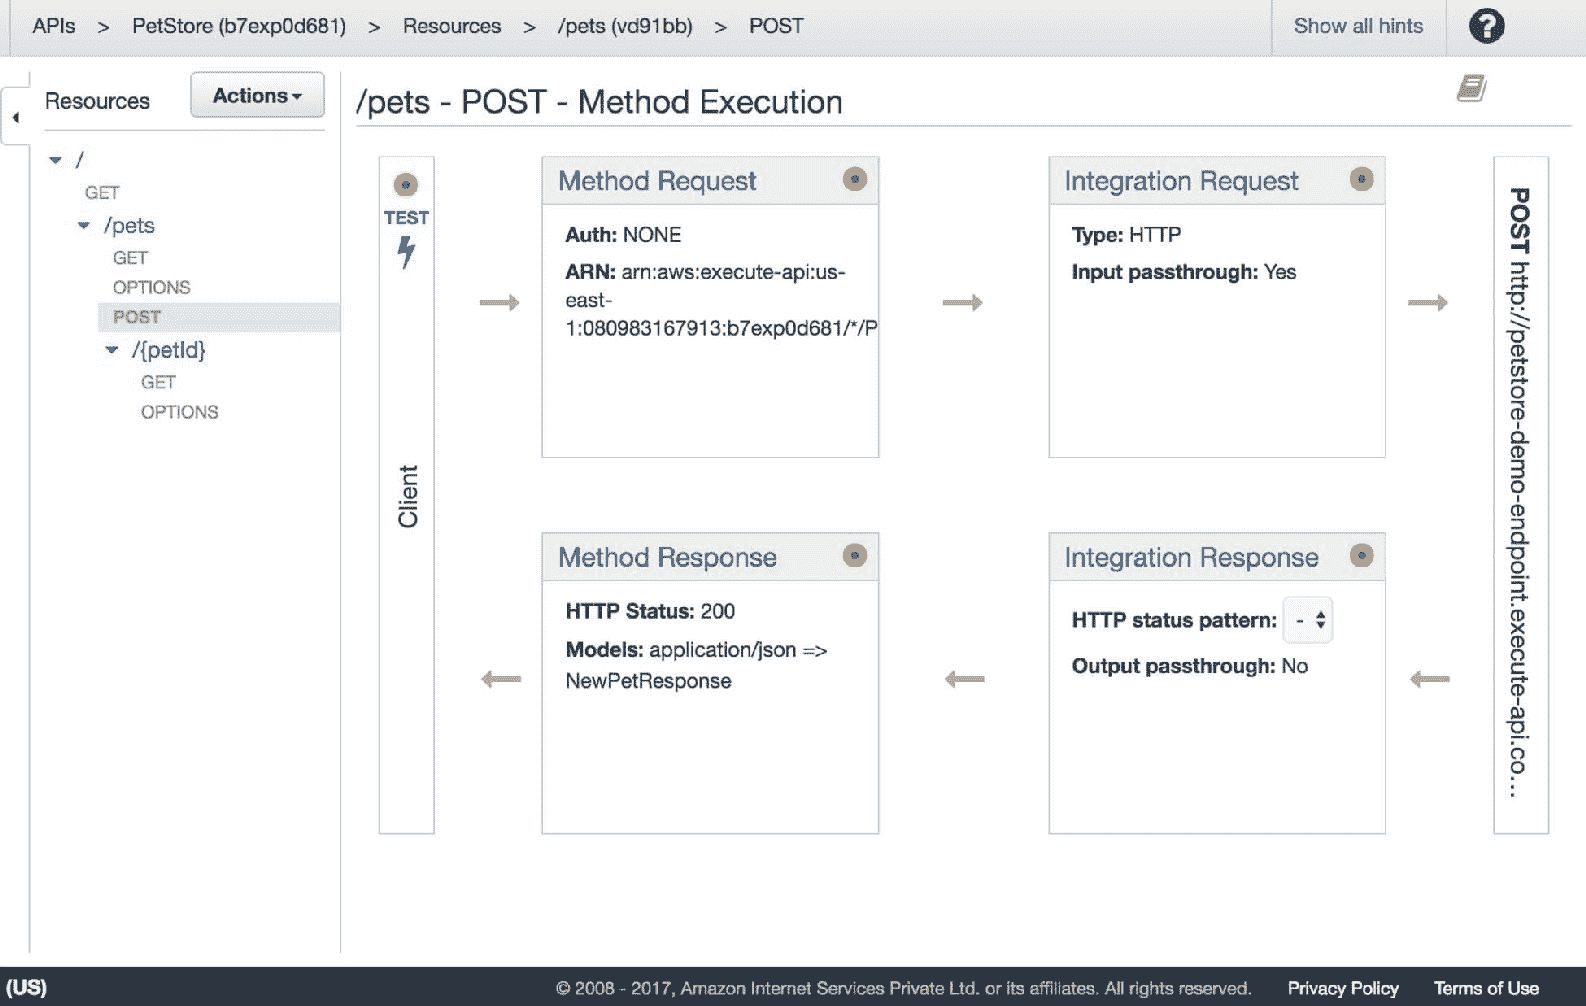 APIs > PetStore (b7exp0d681) > Resources > /pets (vd91bb) > POST
Show all hints
?
Resources
Actions
/
GET
/pets
GET
OPTIONS
POST
/{petId}
GET
OPTIONS
/pets - POST - Method Execution
TEST
Client
Method Request
Auth: NONE
ARN: arn:aws:execute-api:us-
east-
1:080983167913:b7exp0d681/*/P
Integration Request
Type: HTTP
Input passthrough: Yes
POST http://petstore-demo-endpoint.execute-api.co...
Method Response
HTTP Status: 200
Models: application/json =>
NewPetResponse
Integration Response
HTTP status pattern: -
Output passthrough: No
(US)
© 2008 - 2017, Amazon Internet Services Private Ltd. or its affiliates. All rights reserved.
Privacy Policy
Terms of Use